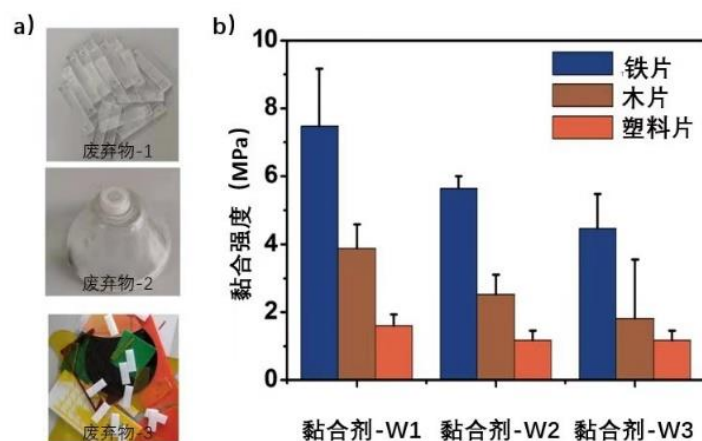 a)
废弃物-1
废弃物-2
废弃物-3
b)
黏合强度 (MPa)
10
8
6
4
2
0
铁片
木片
塑料片
黏合剂-W1
黏合剂-W2
黏合剂-W3